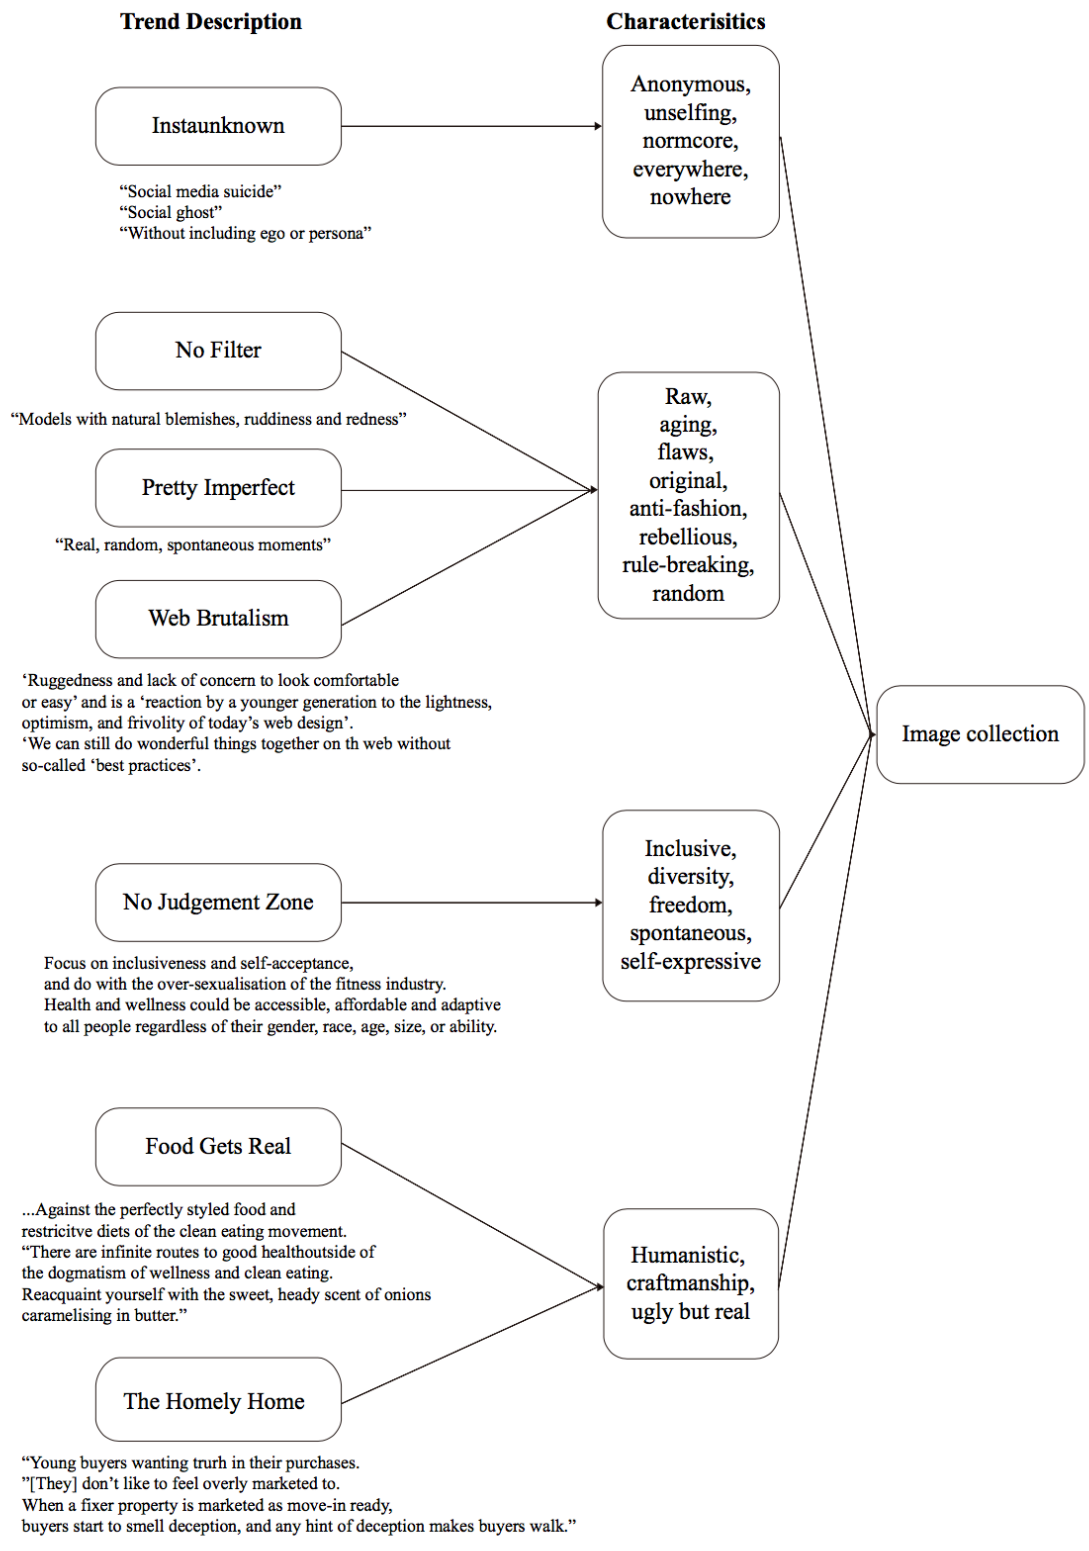 Trend Description
Characterisitics
Instaunknown
“Social media suicide”
“Social ghost”
“Without including ego or persona”
Anonymous,
unselfing,
normcore,
everywhere,
nowhere
No Filter
“Models with natural blemishes, ruddiness and redness”
Pretty Imperfect
“Real, random, spontaneous moments”
Web Brutalism
‘Ruggedness and lack of concern to look comfortable
or easy’ and is a ‘reaction by a younger generation to the lightness,
optimism, and frivolity of today’s web design’.
‘We can still do wonderful things together on th web without
so-called ‘best practices’.
Raw,
aging,
flaws,
original,
anti-fashion,
rebellious,
rule-breaking,
random
Image collection
No Judgement Zone
Focus on inclusiveness and self-acceptance,
and do with the over-sexualisation of the fitness industry.
Health and wellness could be accessible, affordable and adaptive
to all people regardless of their gender, race, age, size, or ability.
Inclusive,
diversity,
freedom,
spontaneous,
self-expressive
Food Gets Real
...Against the perfectly styled food and
restricitve diets of the clean eating movement.
“There are infinite routes to good healthoutside of
the dogmatism of wellness and clean eating.
Reacquaint yourself with the sweet, heady scent of onions
caramelising in butter.”
The Homely Home
“Young buyers wanting trurh in their purchases.
”[They] don’t like to feel overly marketed to.
When a fixer property is marketed as move-in ready,
buyers start to smell deception, and any hint of deception makes buyers walk.”
Humanistic,
craftmanship,
ugly but real